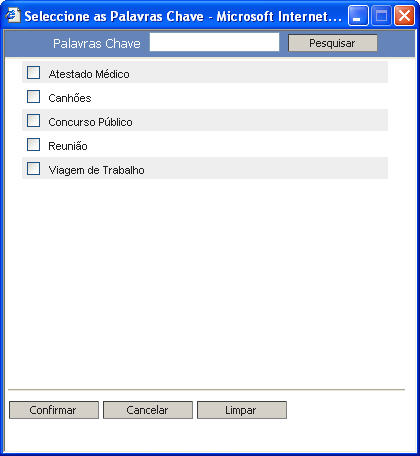 Seleccione as Palavras Chave - Microsoft Internet...
Palavras Chave Pesquisar
Atestado Médico
Canhões
Concurso Público
Reunião
Viagem de Trabalho
Confirmar Cancelar Limpar